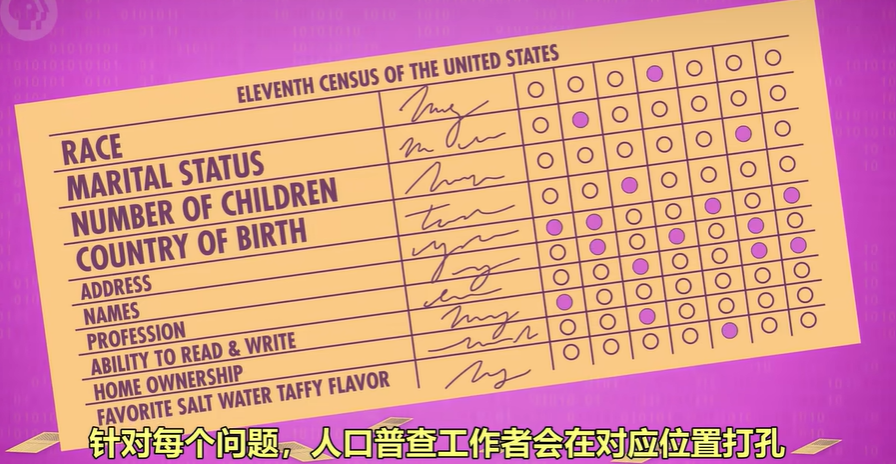 ELEVENTH CENSUS OF THE UNITED STATES
RACE
MARITAL STATUS
NUMBER OF CHILDREN
COUNTRY OF BIRTH
ADDRESS
NAMES
PROFESSION
ABILITY TO READ & WRITE
HOME OWNERSHIP
FAVORITE SALT WATER TAFFY FLAVOR
针对每个问题，人口普查工作者会在对应位置打孔